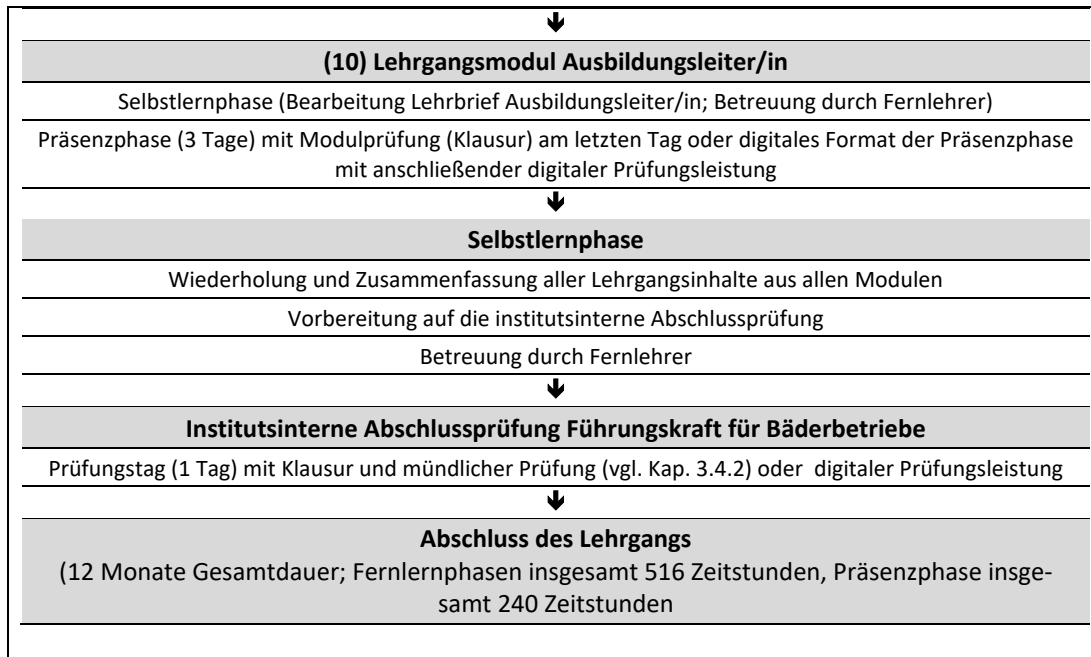 (10) Lehrgangsmodul Ausbildungsleiter/in
Selbstlernphase (Bearbeitung Lehrbrief Ausbildungsleiter/in; Betreuung durch Fernlehrer)
Präsenzphase (3 Tage) mit Modulprüfung (Klausur) am letzten Tag oder digitales Format der Präsenzphase
mit anschließender digitaler Prüfungsleistung
Selbstlernphase
Wiederholung und Zusammenfassung aller Lehrgangsinhalte aus allen Modulen
Vorbereitung auf die institutsinterne Abschlussprüfung
Betreuung durch Fernlehrer
Institutsinterne Abschlussprüfung Führungskraft für Bäderbetriebe
Prüfungstag (1 Tag) mit Klausur und mündlicher Prüfung (vgl. Kap. 3.4.2) oder digitaler Prüfungsleistung
Abschluss des Lehrgangs
(12 Monate Gesamtdauer; Fernlernphasen insgesamt 516 Zeitstunden, Präsenzphase insge-
samt 240 Zeitstunden